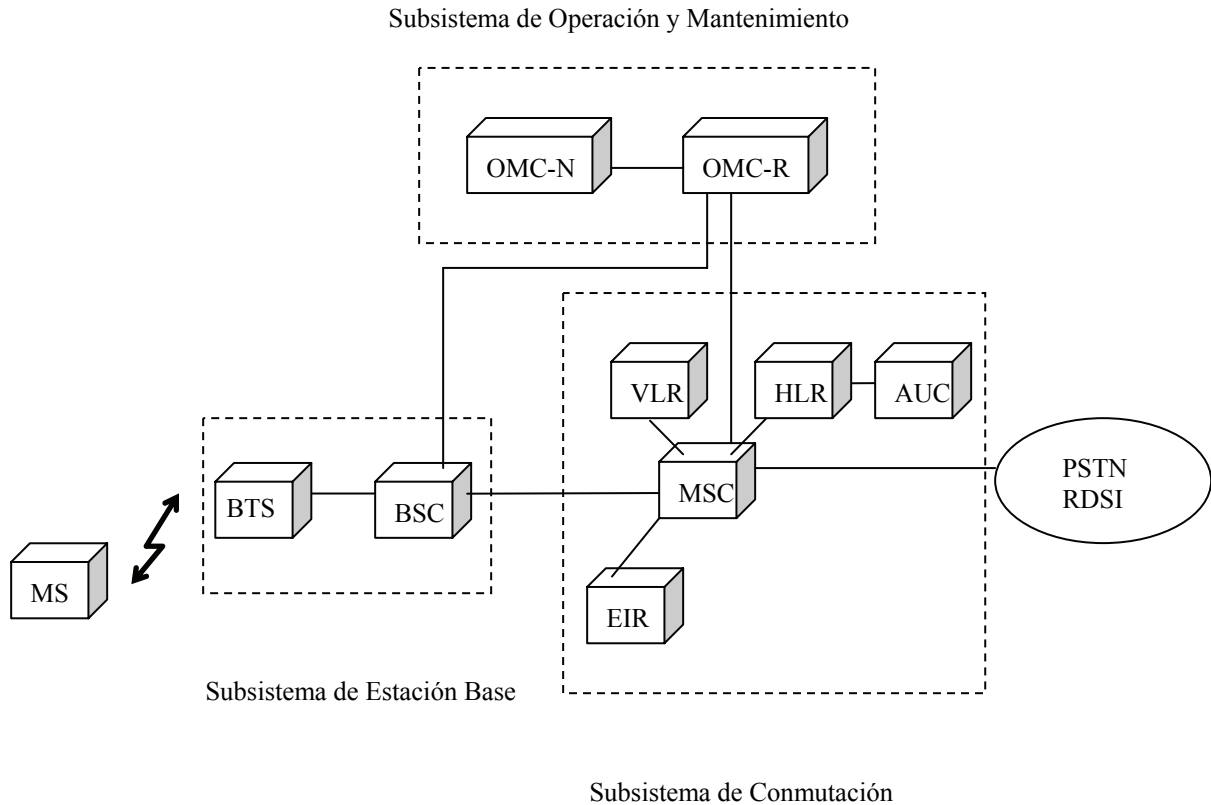 Subsistema de Operación y Mantenimiento
OMC-N
OMC-R
VLR
HLR
AUC
BTS
BSC
MSC
PSTN
RDSI
MS
EIR
Subsistema de Estación Base
Subsistema de Conmutación